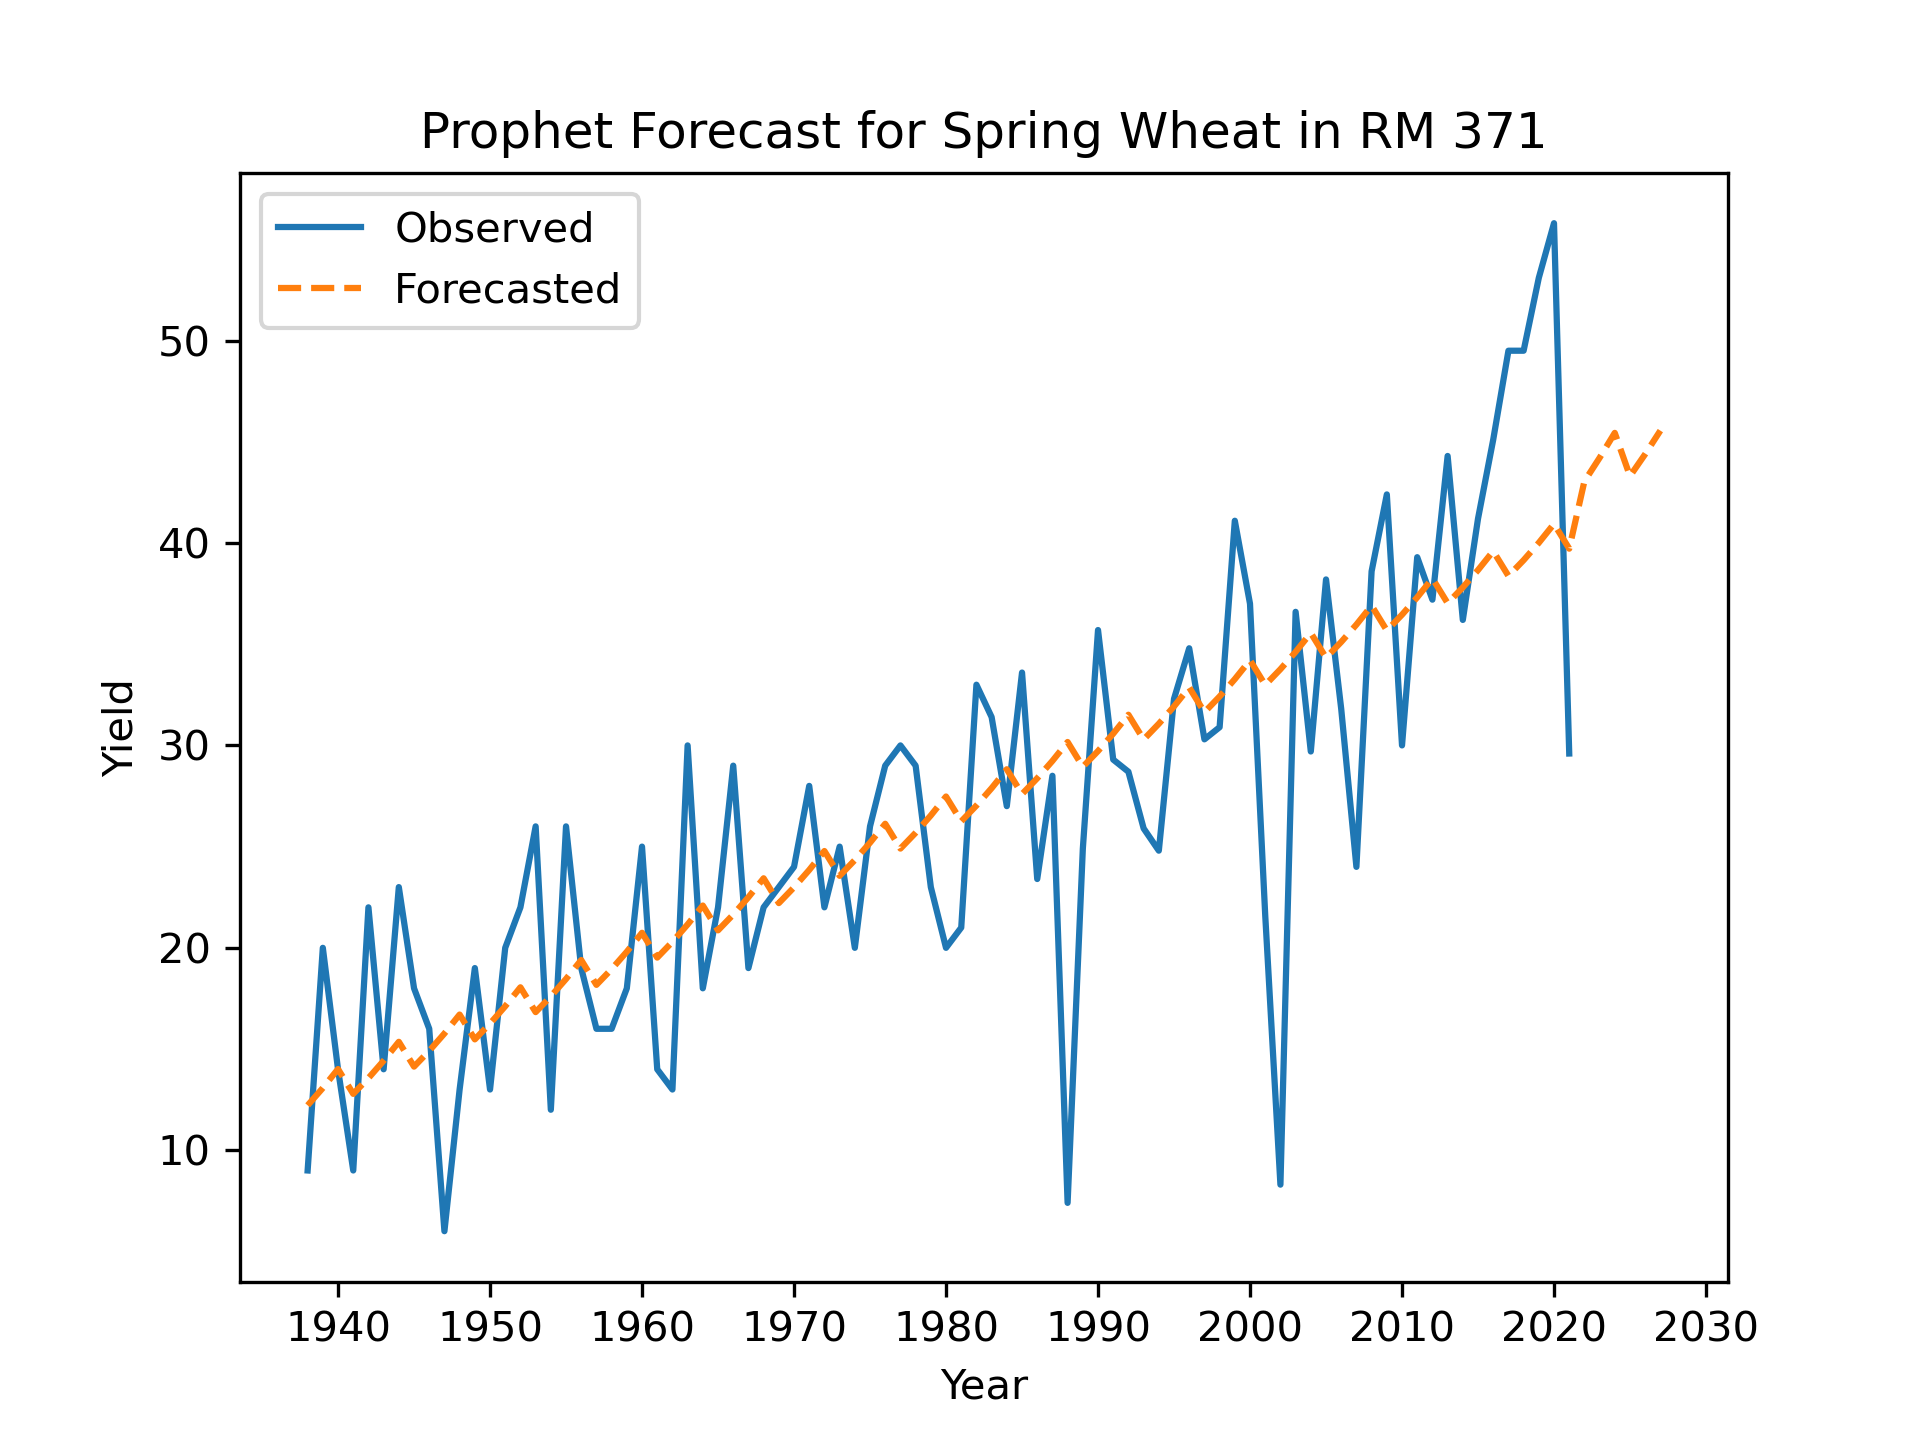 Prophet Forecast for Spring Wheat in RM 371
Observed
Forecasted
50
40
30
20
10
Yield
1940 1950 1960 1970 1980 1990 2000 2010 2020 2030
Year